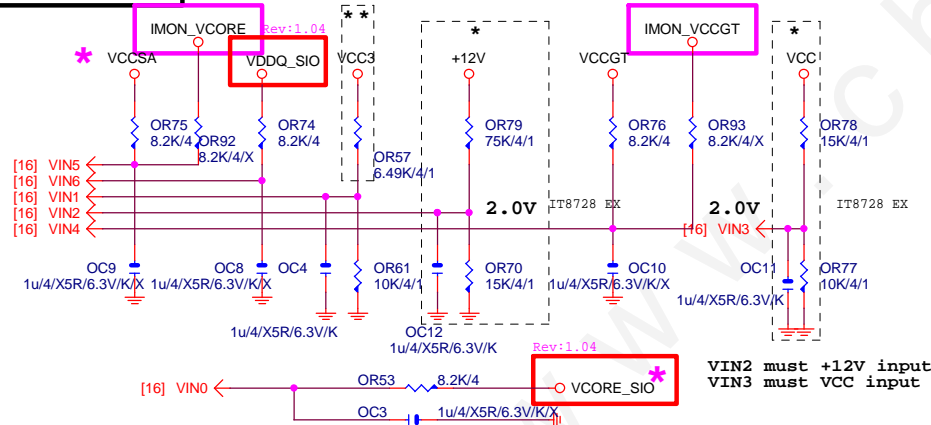 IMON_VCORE
Rev:1.04
**
IMON_VCCGT
* VCCSA
VDDQ_SIO
VCC3
*
+12V
VCCGT
*
VCC
OR75
8.2K/4
OR92
8.2K/4/X
OR74
8.2K/4
OR57
6.49K/4/1
OR79
75K/4/1
OR76
8.2K/4
OR93
8.2K/4/X
OR78
15K/4/1
[16] VIN5
[16] VIN6
[16] VIN1
[16] VIN2
[16] VIN4
2.0V
IT8728 EX
2.0V
[16] VIN3
IT8728 EX
OC9
1u/4/X5R/6.3V/K/X
OC8
1u/4/X5R/6.3V/K/X
OC4
1u/4/X5R/6.3V/K
OR61
10K/4/1
OC12
1u/4/X5R/6.3V/K
OR70
15K/4/1
OC10
1u/4/X5R/6.3V/K/X
OC11
1u/4/X5R/6.3V/K
OR77
10K/4/1
Rev:1.04
[16] VIN0
OR53
8.2K/4
VCORE_SIO *
OC3
1u/4/X5R/6.3V/K/X
VIN2 must +12V input
VIN3 must VCC input